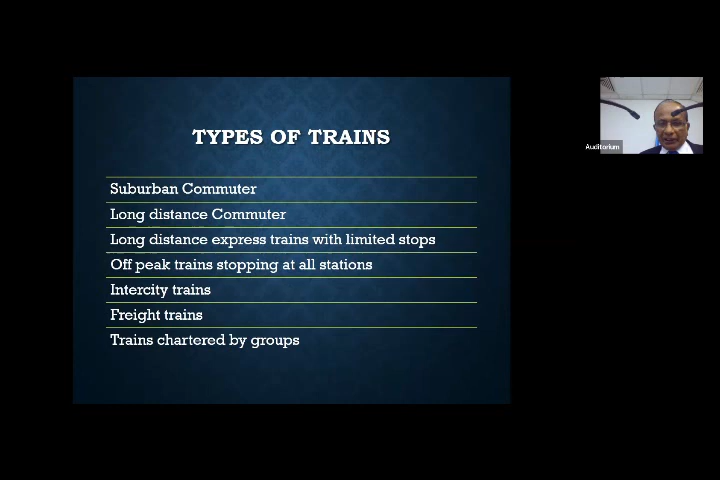 TYPES OF TRAINS
Suburban Commuter
Long distance Commuter
Long distance express trains with limited stops
Off peak trains stopping at all stations
Intercity trains
Freight trains
Trains chartered by groups
Auditorium